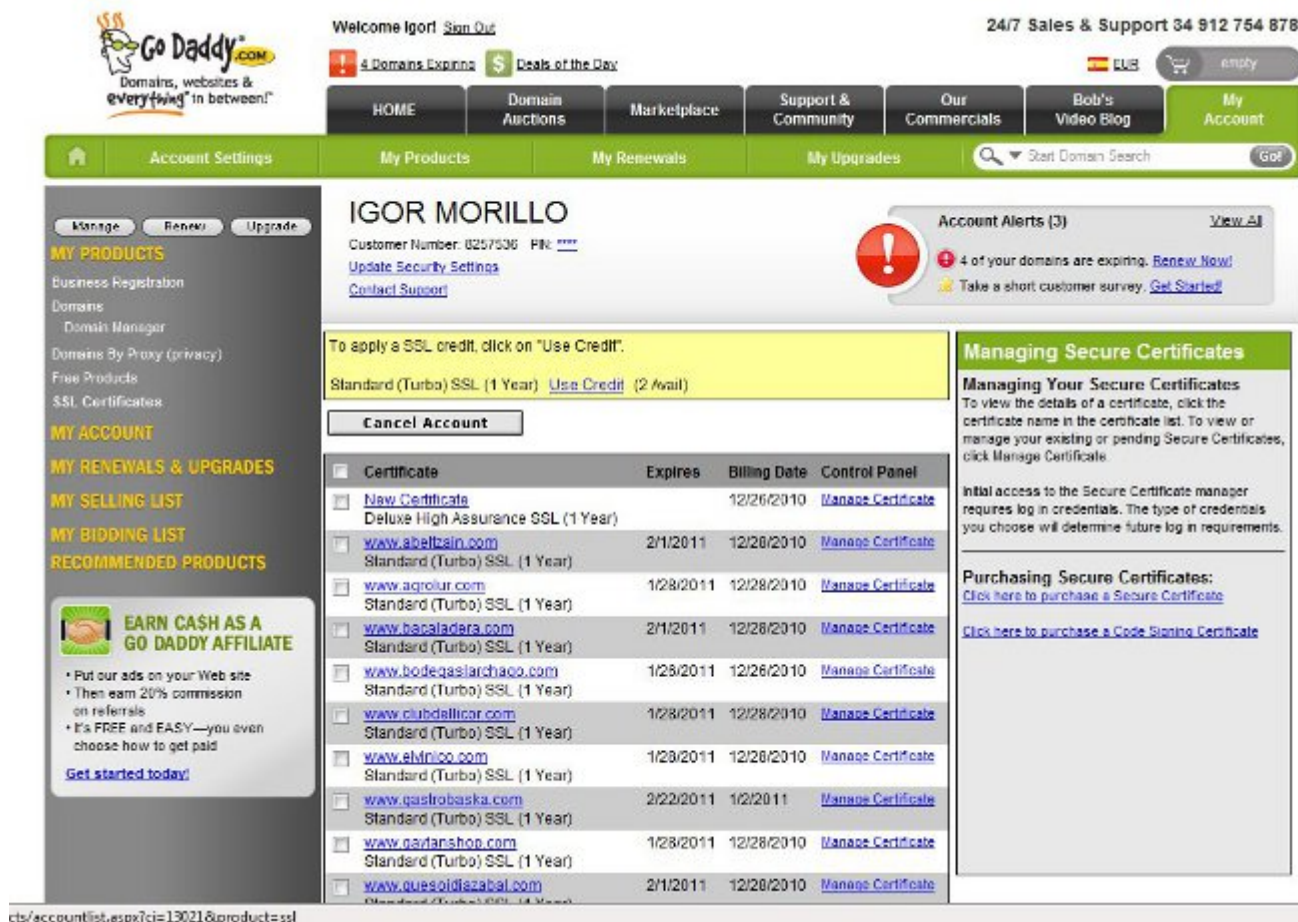 Go Daddy.COM
Domains, websites &
everything* in between!"
Welcome Igor! Sign Out
24/7 Sales & Support 34 912 754 878
4 Domains Expiring
Deals of the Day
EUR
empty
HOME
Domain Auctions
Marketplace
Support & Community
Our Commercials
Bob's Video Blog
My Account
Account Settings
My Products
My Renewals
My Upgrades
Start Domain Search
Go!
Manage
Renew
Upgrade
MY PRODUCTS
Business Registration
Domains
Domain Manager
Domains By Proxy (privacy)
Free Products
SSL Certificates
MY ACCOUNT
MY RENEWALS & UPGRADES
MY SELLING LIST
MY BIDDING LIST
RECOMMENDED PRODUCTS
EARN CA$H AS A
GO DADDY AFFILIATE
• Put our ads on your Web site
• Then earn 20% commission
on referrals
• It's FREE and EASY—you even
choose how to get paid
Get started today!
IGOR MORILLO
Customer Number: 8257536 PIN: ****
Update Security Settings
Contact Support
Account Alerts (3)
View All
4 of your domains are expiring. Renew Now!
Take a short customer survey. Get Started!
To apply a SSL credit, click on "Use Credit".
Standard (Turbo) SSL (1 Year) Use Credit (2 Avail)
Cancel Account
Certificate Expires Billing Date Control Panel
New Certificate 12/26/2010 Manage Certificate
Deluxe High Assurance SSL (1 Year)
www.abeltzain.com 2/1/2011 12/28/2010 Manage Certificate
Standard (Turbo) SSL (1 Year)
www.agrolur.com 1/28/2011 12/28/2010 Manage Certificate
Standard (Turbo) SSL (1 Year)
www.bacaladera.com 2/1/2011 12/28/2010 Manage Certificate
Standard (Turbo) SSL (1 Year)
www.bodegaslarchago.com 1/26/2011 12/26/2010 Manage Certificate
Standard (Turbo) SSL (1 Year)
www.clubdellicor.com 1/28/2011 12/28/2010 Manage Certificate
Standard (Turbo) SSL (1 Year)
www.elvinico.com 1/28/2011 12/28/2010 Manage Certificate
Standard (Turbo) SSL (1 Year)
www.gastrobaska.com 2/22/2011 1/2/2011 Manage Certificate
Standard (Turbo) SSL (1 Year)
www.gaytanshop.com 1/28/2011 12/28/2010 Manage Certificate
Standard (Turbo) SSL (1 Year)
www.quesoidiazabal.com 2/1/2011 12/28/2010 Manage Certificate
Standard (Turbo) SSL (1 Year)
Managing Secure Certificates
Managing Your Secure Certificates
To view the details of a certificate, click the
certificate name in the certificate list. To view or
manage your existing or pending Secure Certificates,
click Manage Certificate.
Initial access to the Secure Certificate manager
requires log in credentials. The type of credentials
you choose will determine future log in requirements.
Purchasing Secure Certificates:
Click here to purchase a Secure Certificate
Click here to purchase a Code Signing Certificate
cts/accountlist.aspx?ci=13021&product=ssl